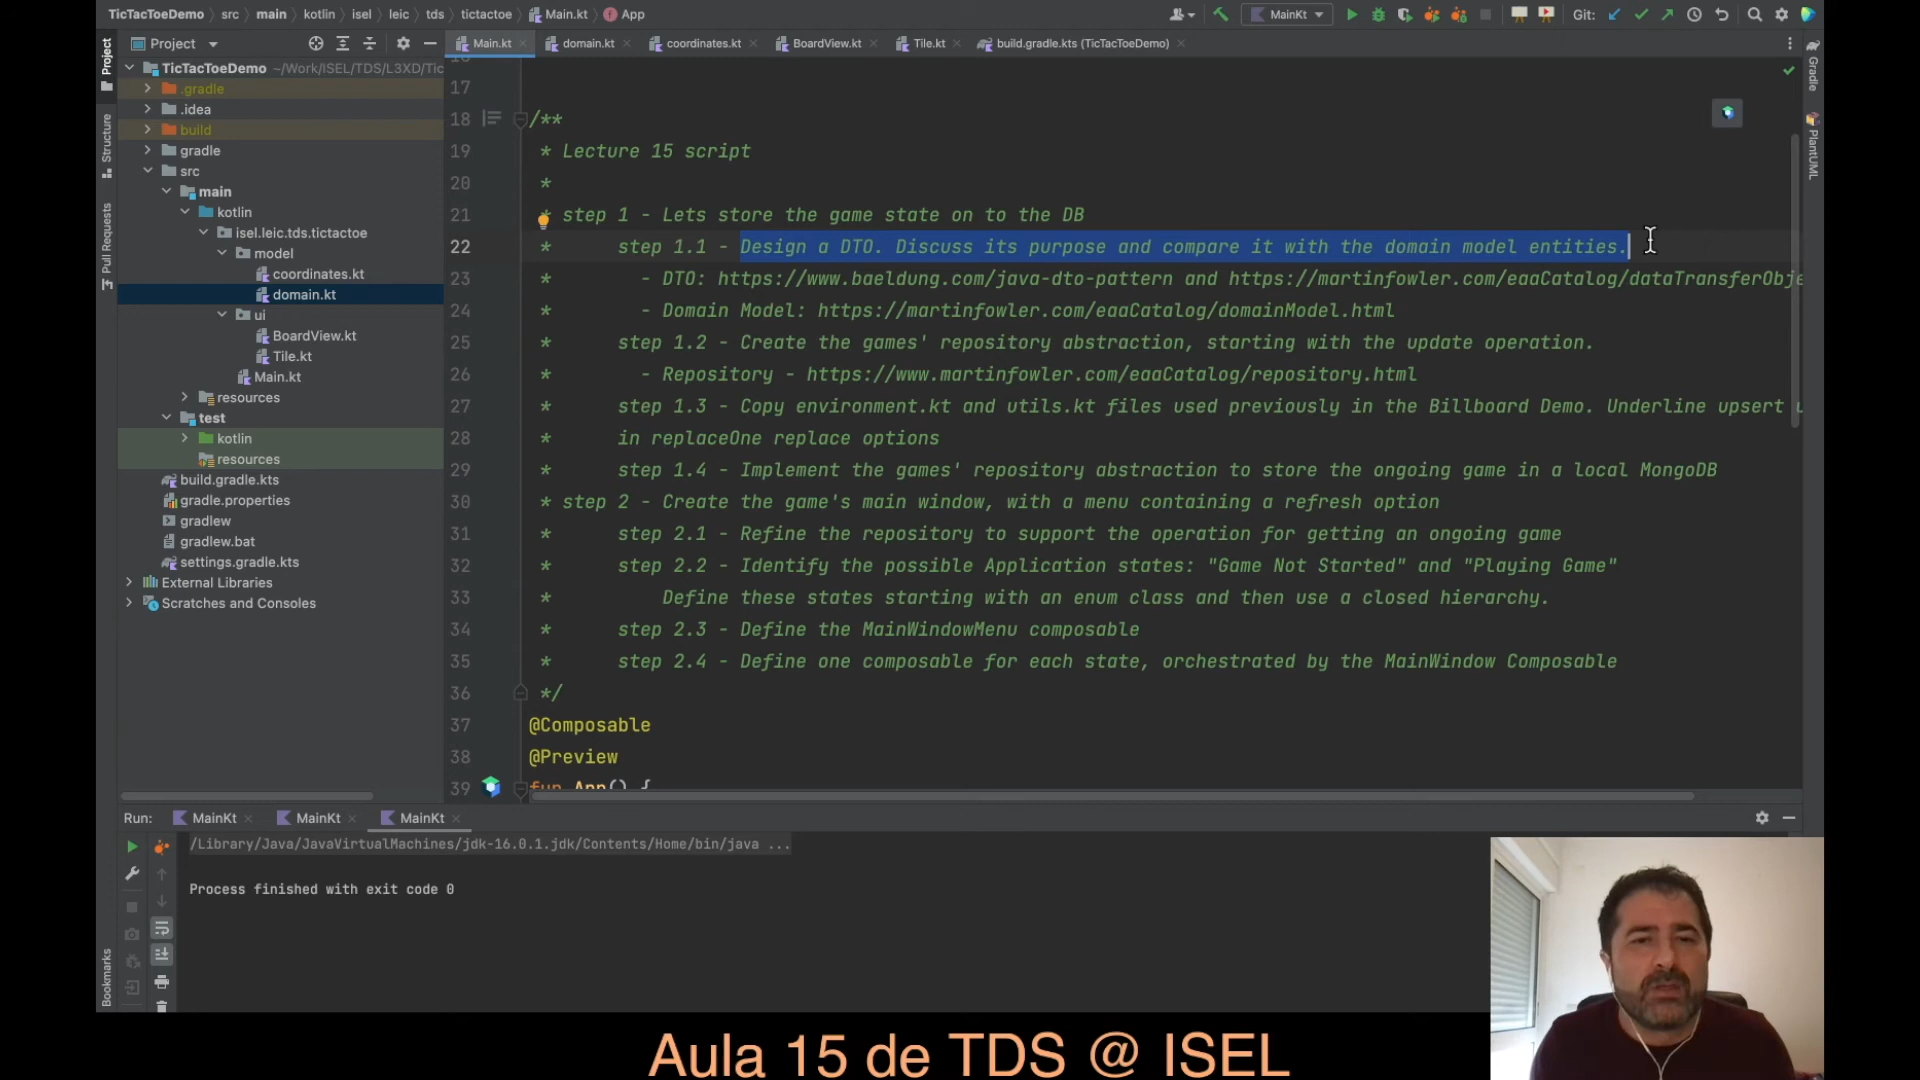 TicTacToeDemo › src › main › kotlin › isel › leic › tds › tictactoe › Main.kt › App
MainKt
Git:
Project
Main.kt
domain.kt
coordinates.kt
BoardView.kt
Tile.kt
build.gradle.kts (TicTacToeDemo)
Project
Structure
Pull Requests
Bookmarks
Gradle
PlantUML
TicTacToeDemo ~/Work/ISEL/TDS/L3XD/Tic
.gradle
.idea
build
gradle
src
main
kotlin
isel.leic.tds.tictactoe
model
coordinates.kt
domain.kt
ui
BoardView.kt
Tile.kt
Main.kt
resources
test
kotlin
resources
build.gradle.kts
gradle.properties
gradlew
gradlew.bat
settings.gradle.kts
External Libraries
Scratches and Consoles
17
18 /**
19 * Lecture 15 script
20 *
21 * step 1 - Lets store the game state on to the DB
22 * step 1.1 - Design a DTO. Discuss its purpose and compare it with the domain model entities.
23 * - DTO: https://www.baeldung.com/java-dto-pattern and https://martinfowler.com/eaaCatalog/dataTransferObje
24 * - Domain Model: https://martinfowler.com/eaaCatalog/domainModel.html
25 * step 1.2 - Create the games' repository abstraction, starting with the update operation.
26 * - Repository - https://www.martinfowler.com/eaaCatalog/repository.html
27 * step 1.3 - Copy environment.kt and utils.kt files used previously in the Billboard Demo. Underline upsert u
28 * in replaceOne replace options
29 * step 1.4 - Implement the games' repository abstraction to store the ongoing game in a local MongoDB
30 * step 2 - Create the game's main window, with a menu containing a refresh option
31 * step 2.1 - Refine the repository to support the operation for getting an ongoing game
32 * step 2.2 - Identify the possible Application states: "Game Not Started" and "Playing Game"
33 * Define these states starting with an enum class and then use a closed hierarchy.
34 * step 2.3 - Define the MainWindowMenu composable
35 * step 2.4 - Define one composable for each state, orchestrated by the MainWindow Composable
36 */
37 @Composable
38 @Preview
39 fun App() {
Run: MainKt MainKt MainKt
/Library/Java/JavaVirtualMachines/jdk-16.0.1.jdk/Contents/Home/bin/java ...
Process finished with exit code 0
Aula 15 de TDS @ ISEL